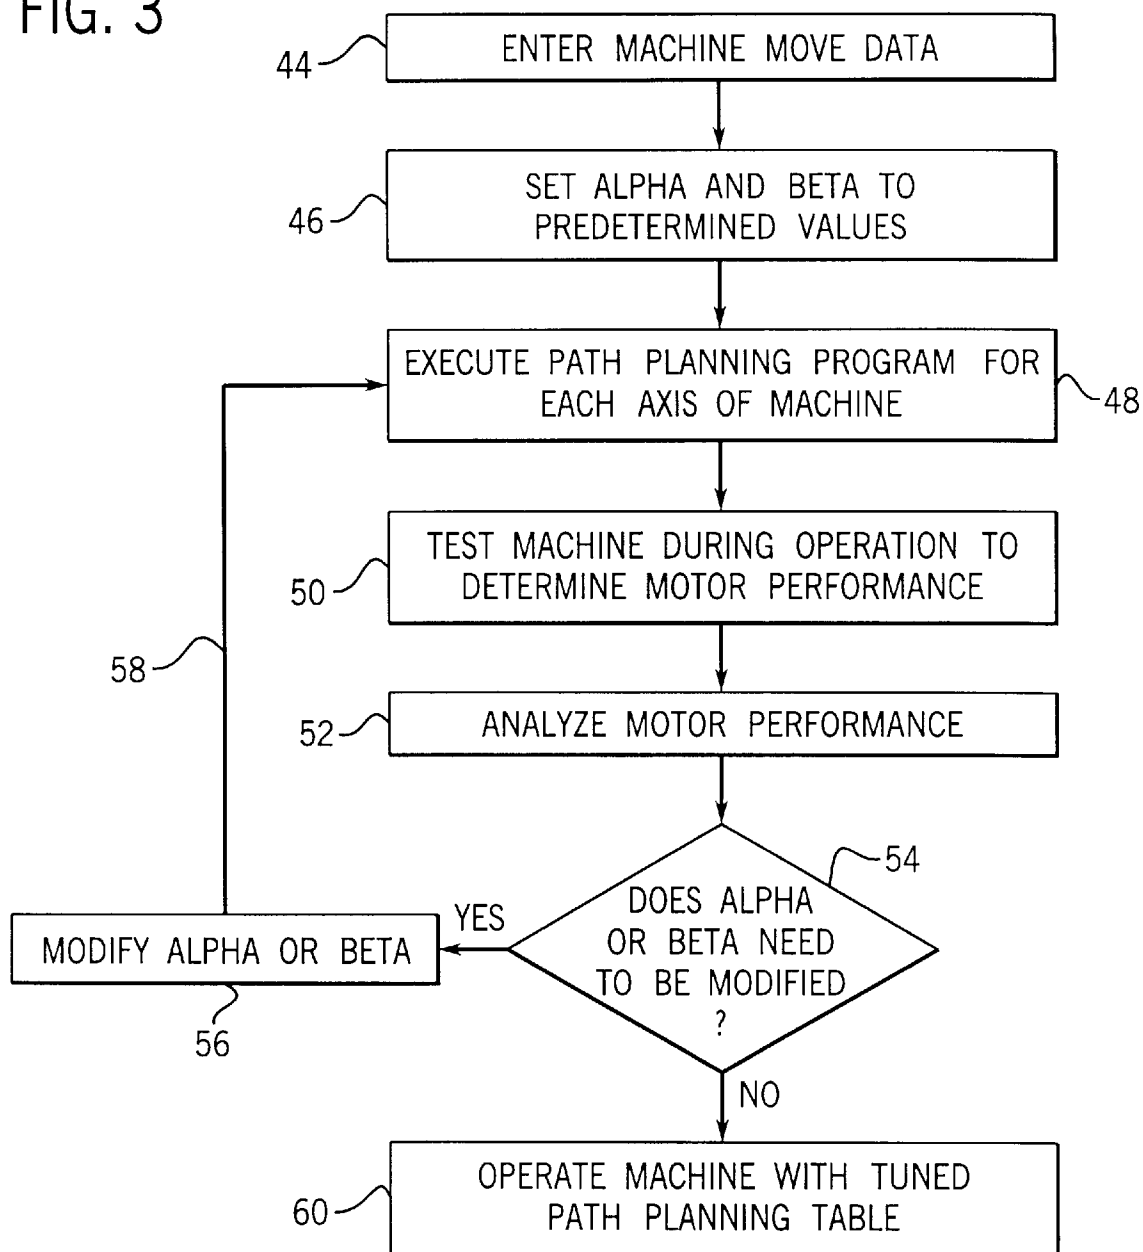 FIG. 3
44
ENTER MACHINE MOVE DATA
46
SET ALPHA AND BETA TO
PREDETERMINED VALUES
EXECUTE PATH PLANNING PROGRAM FOR
EACH AXIS OF MACHINE
48
50
TEST MACHINE DURING OPERATION TO
DETERMINE MOTOR PERFORMANCE
58
52
ANALYZE MOTOR PERFORMANCE
54
DOES ALPHA
OR BETA NEED
TO BE MODIFIED
?
YES
MODIFY ALPHA OR BETA
56
NO
60
OPERATE MACHINE WITH TUNED
PATH PLANNING TABLE